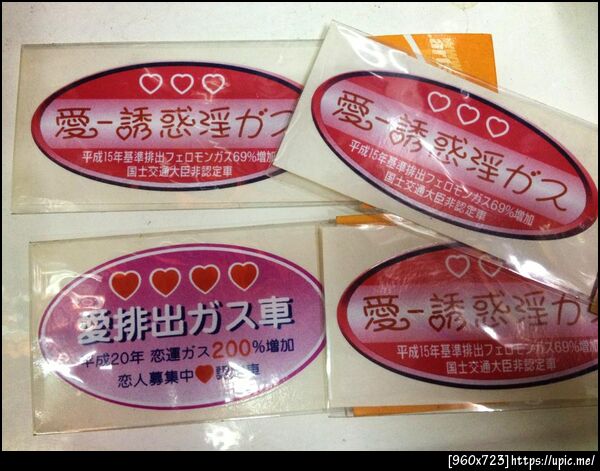 愛-誘惑淫ガス
平成15年基準排出フェロモンガス69%増加
国土交通大臣非認定車
愛-誘惑淫ガス
平成15年基準排出フェロモンガス69%増加
国土交通大臣非認定車
愛排出ガス車
平成20年 恋運ガス200%増加
恋人募集中♥認定車
愛-誘惑淫ガ
平成15年基準排出フェロモンガス69%増加
国土交通大臣非認定車
[960x723]https://upic.me/